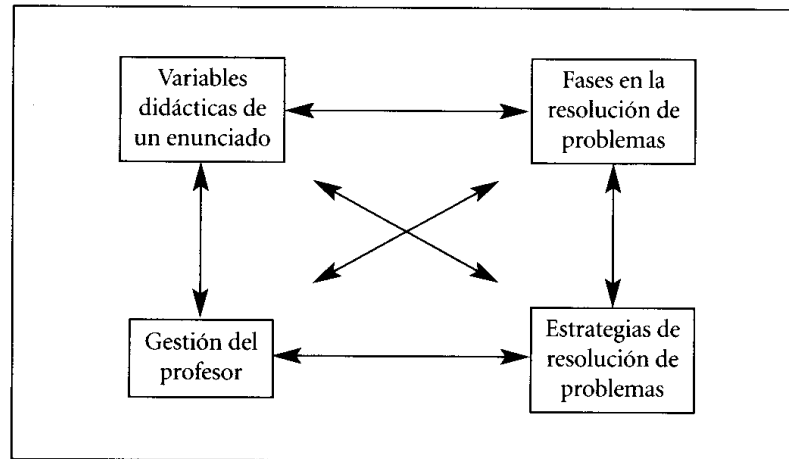 Variables
didácticas de
un enunciado
Fases en la
resolución de
problemas
Gestión del
profesor
Estrategias de
resolución de
problemas